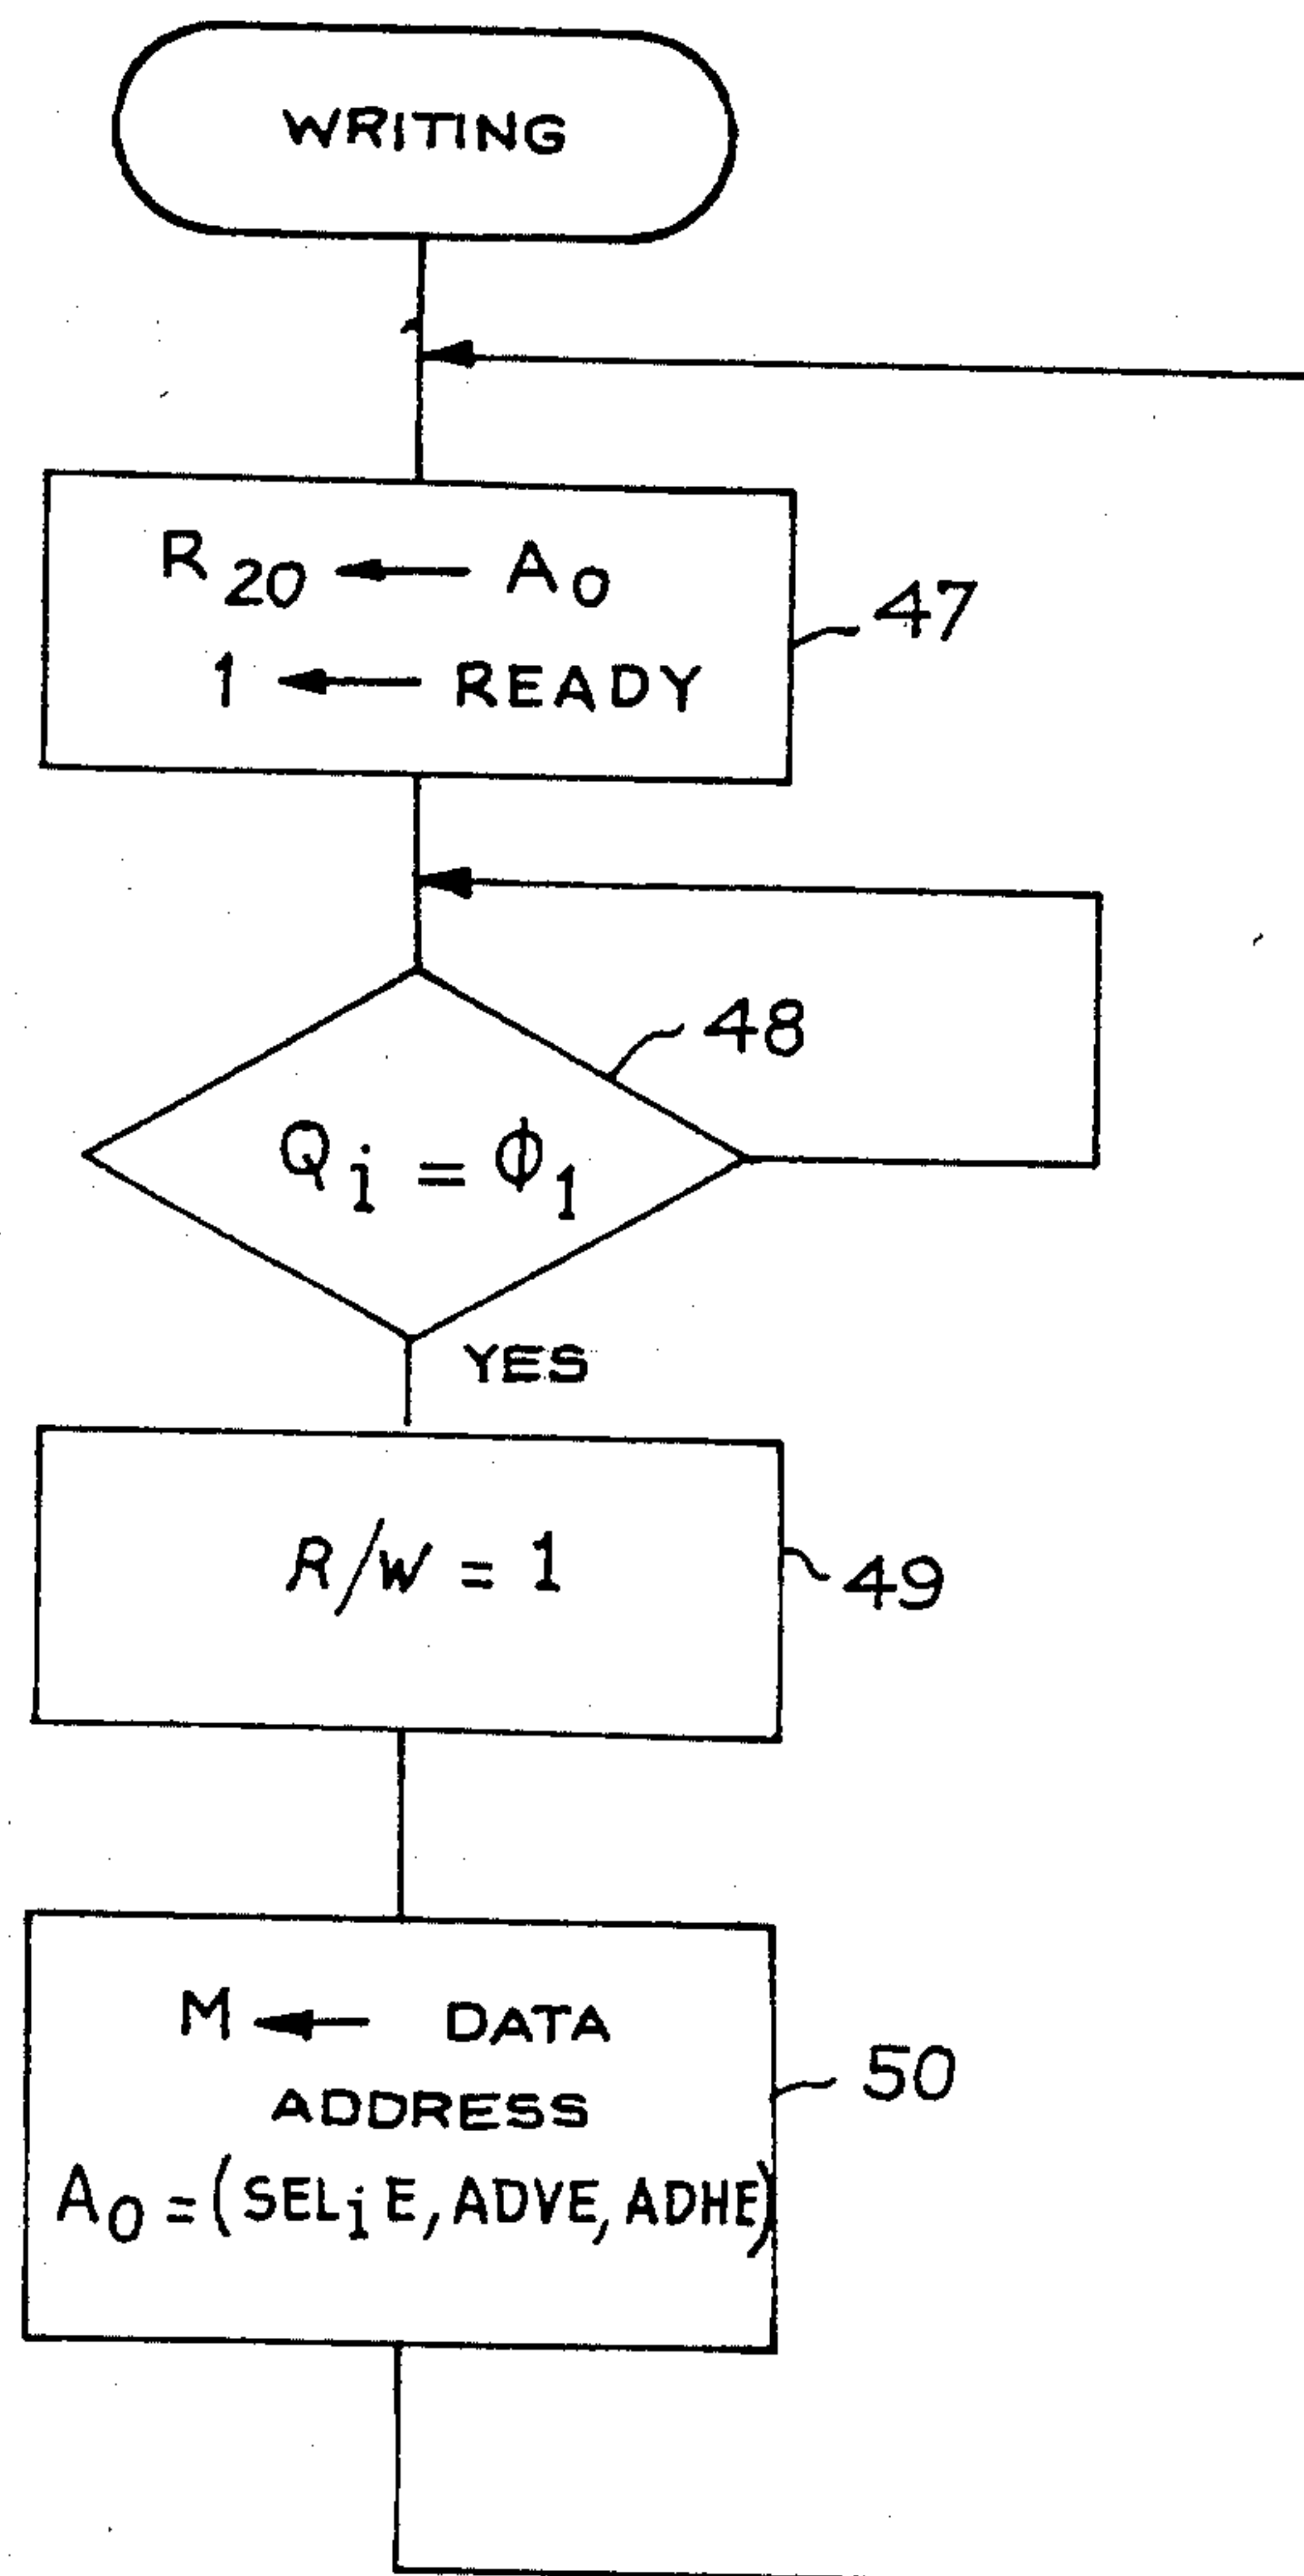 WRITING
R20 ← A0
1 ← READY
47
48
Qi = Φ1
YES
R/W = 1
49
M ← DATA
ADDRESS
50
A0 = (SELiE, ADVE, ADHE)